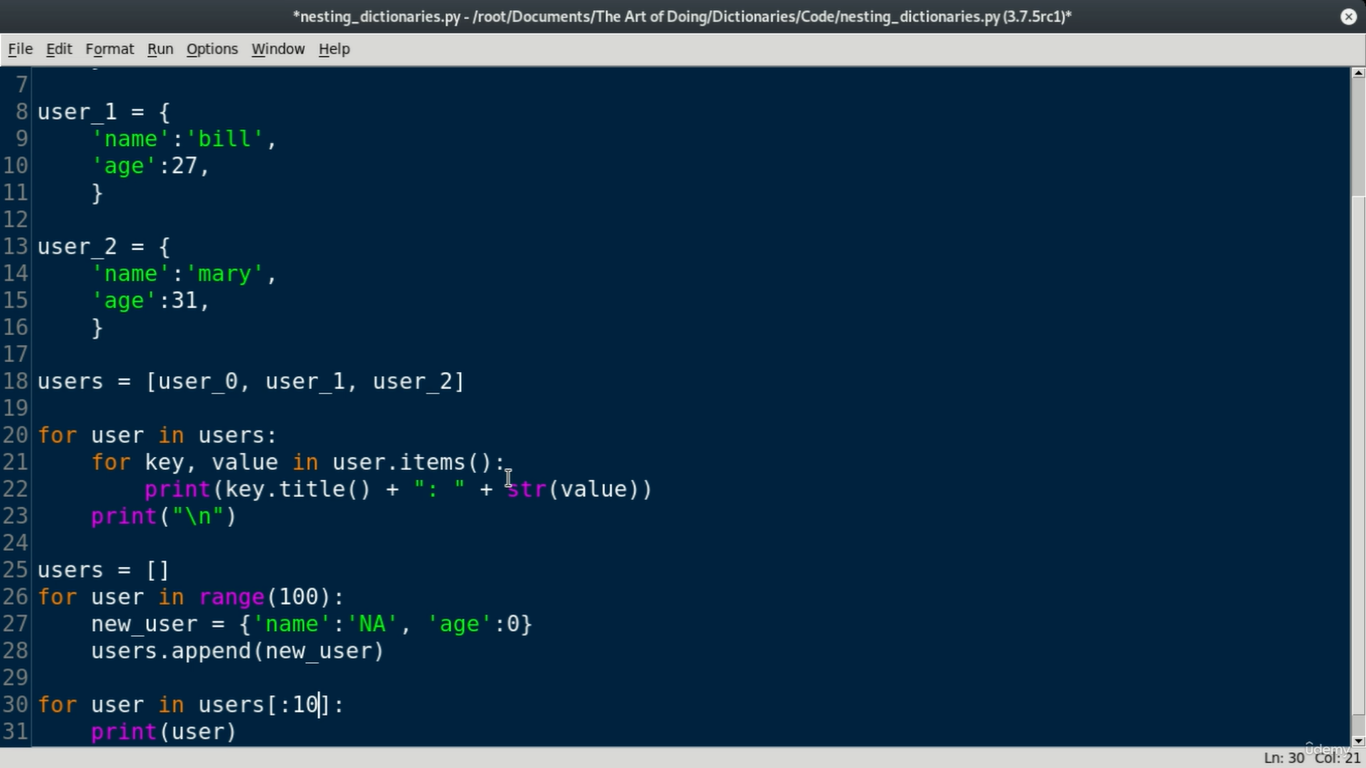 *nesting_dictionaries.py - /root/Documents/The Art of Doing/Dictionaries/Code/nesting_dictionaries.py (3.7.5rc1)*
File Edit Format Run Options Window Help
7
8 user_1 = {
9     'name':'bill',
10     'age':27,
11     }
12
13 user_2 = {
14     'name':'mary',
15     'age':31,
16     }
17
18 users = [user_0, user_1, user_2]
19
20 for user in users:
21     for key, value in user.items():
22         print(key.title() + ": " + str(value))
23     print("\n")
24
25 users = []
26 for user in range(100):
27     new_user = {'name':'NA', 'age':0}
28     users.append(new_user)
29
30 for user in users[:10]:
31     print(user)
udemy
Ln: 30 Col: 21